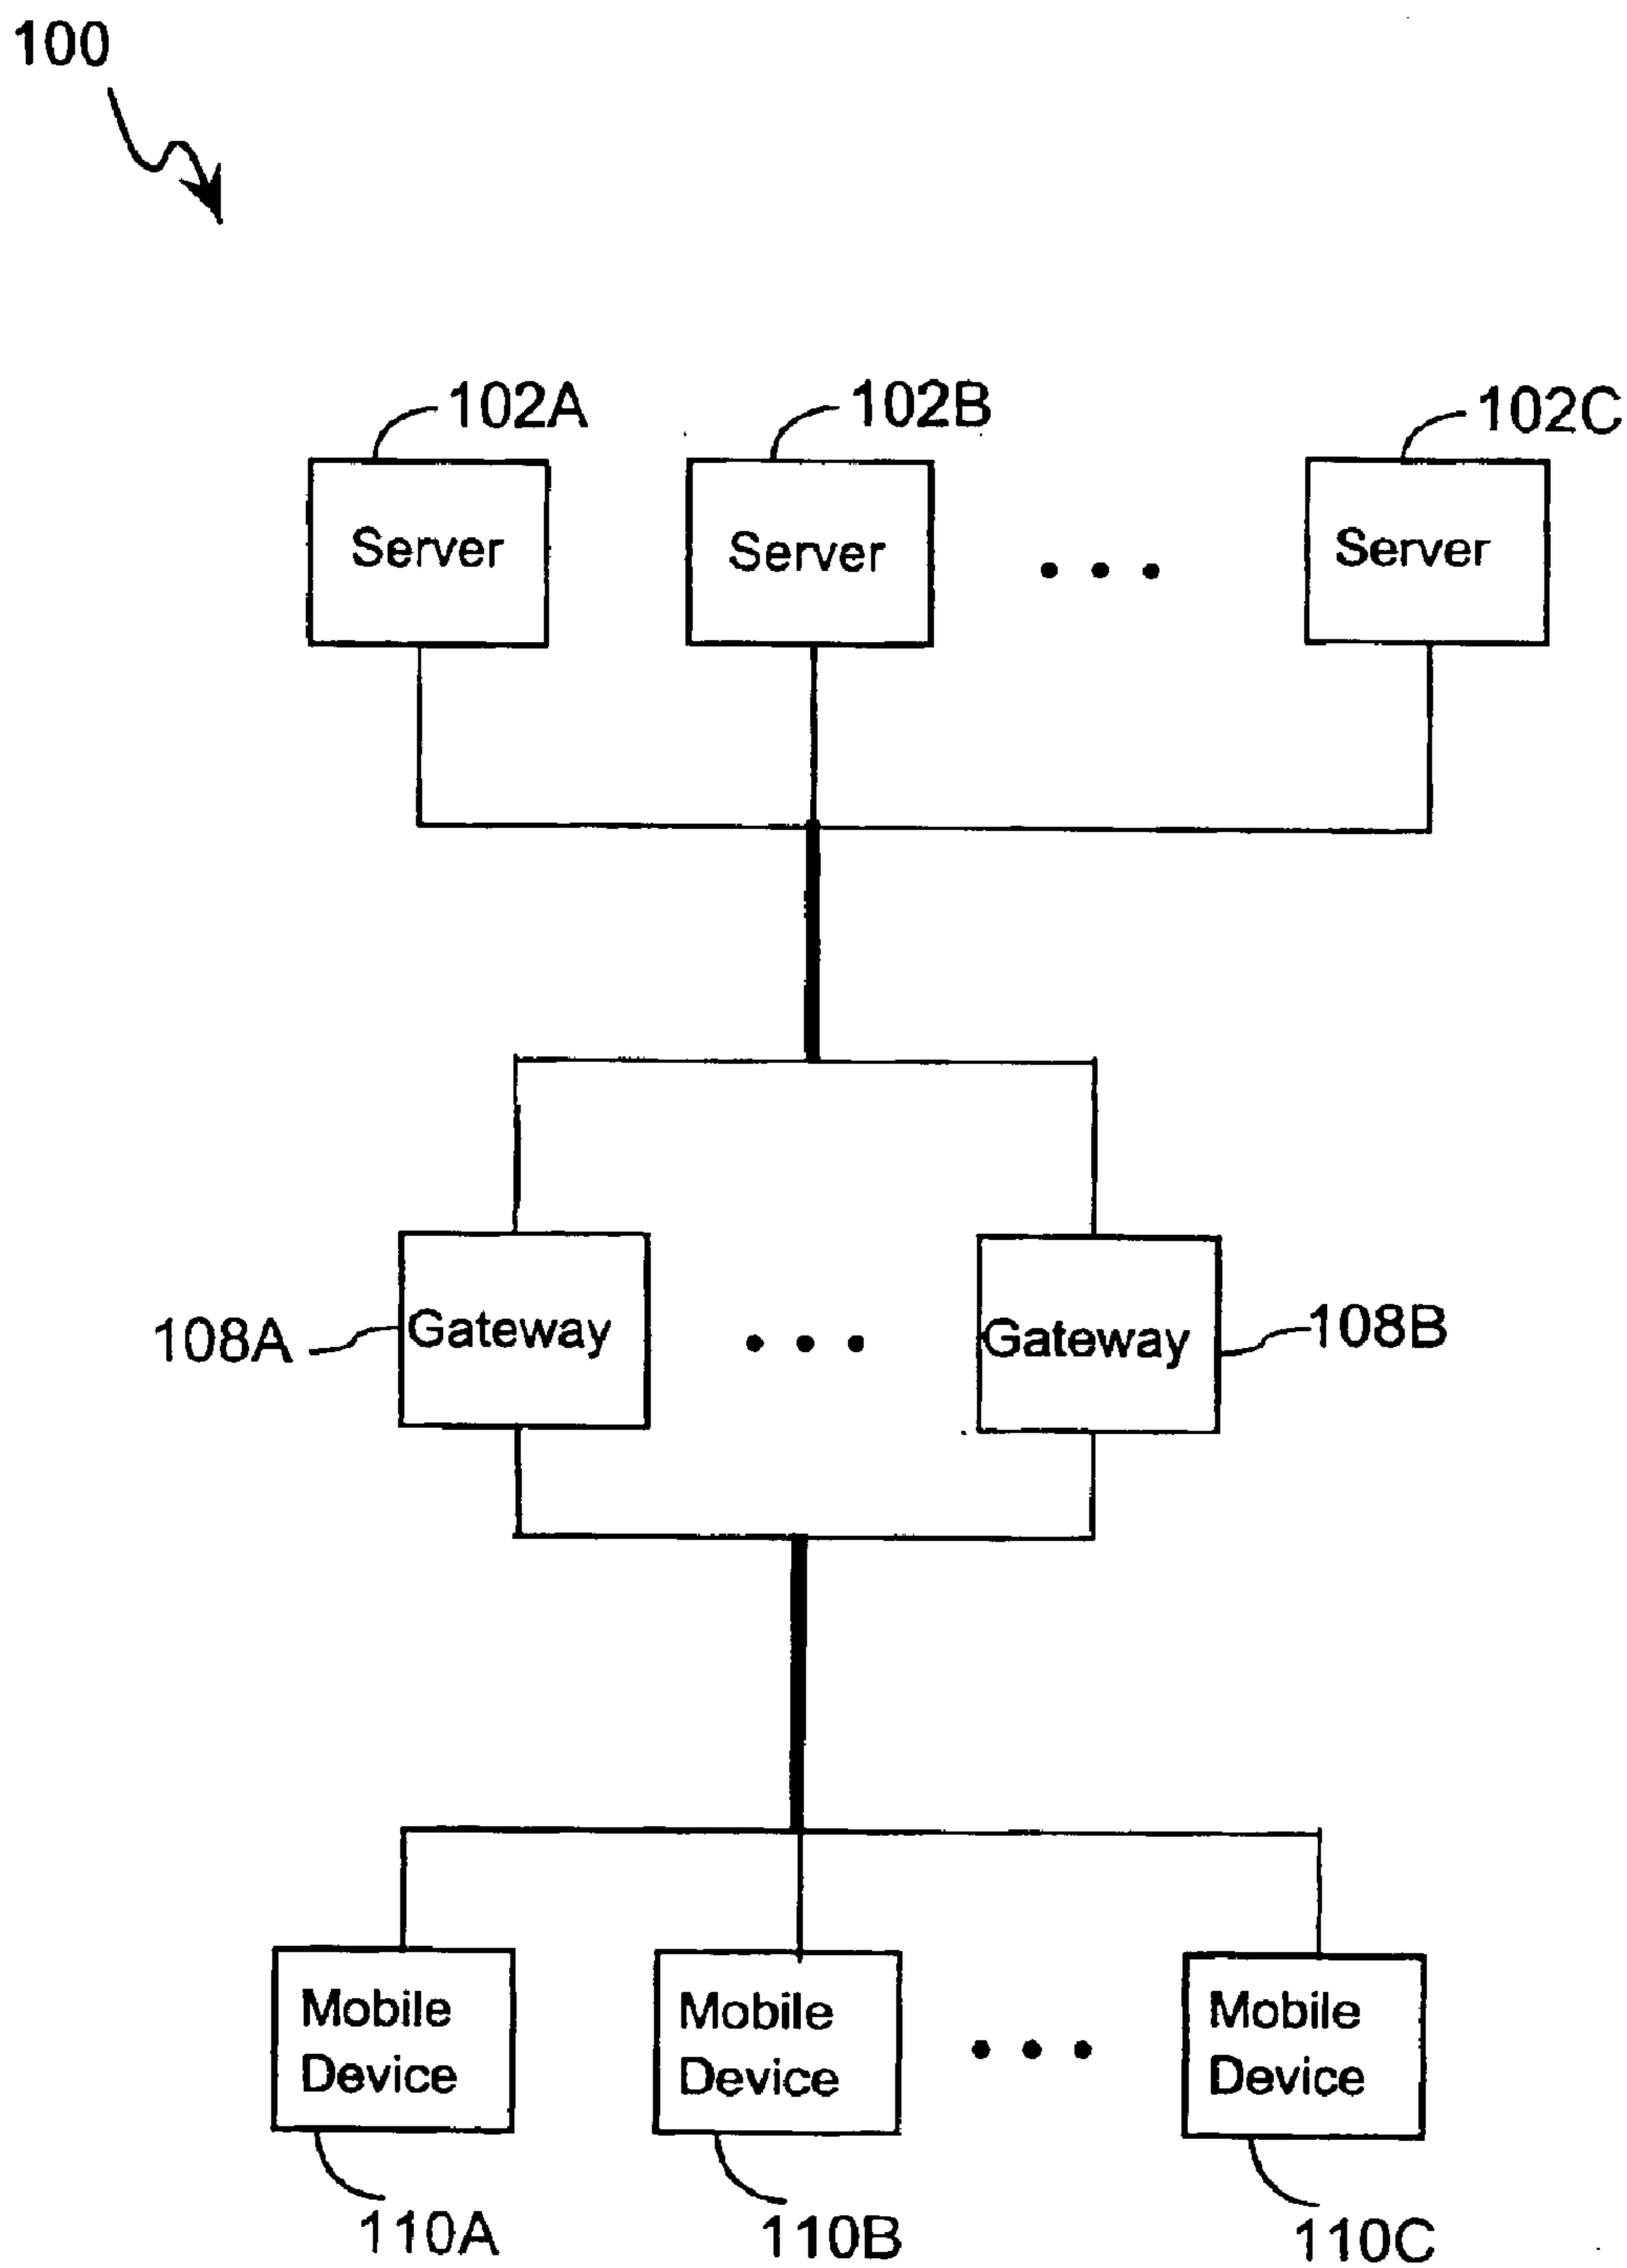 100
102A
102B
102C
Server
Server
Server
108A
Gateway
Gateway
108B
Mobile
Device
Mobile
Device
Mobile
Device
110A
110B
110C